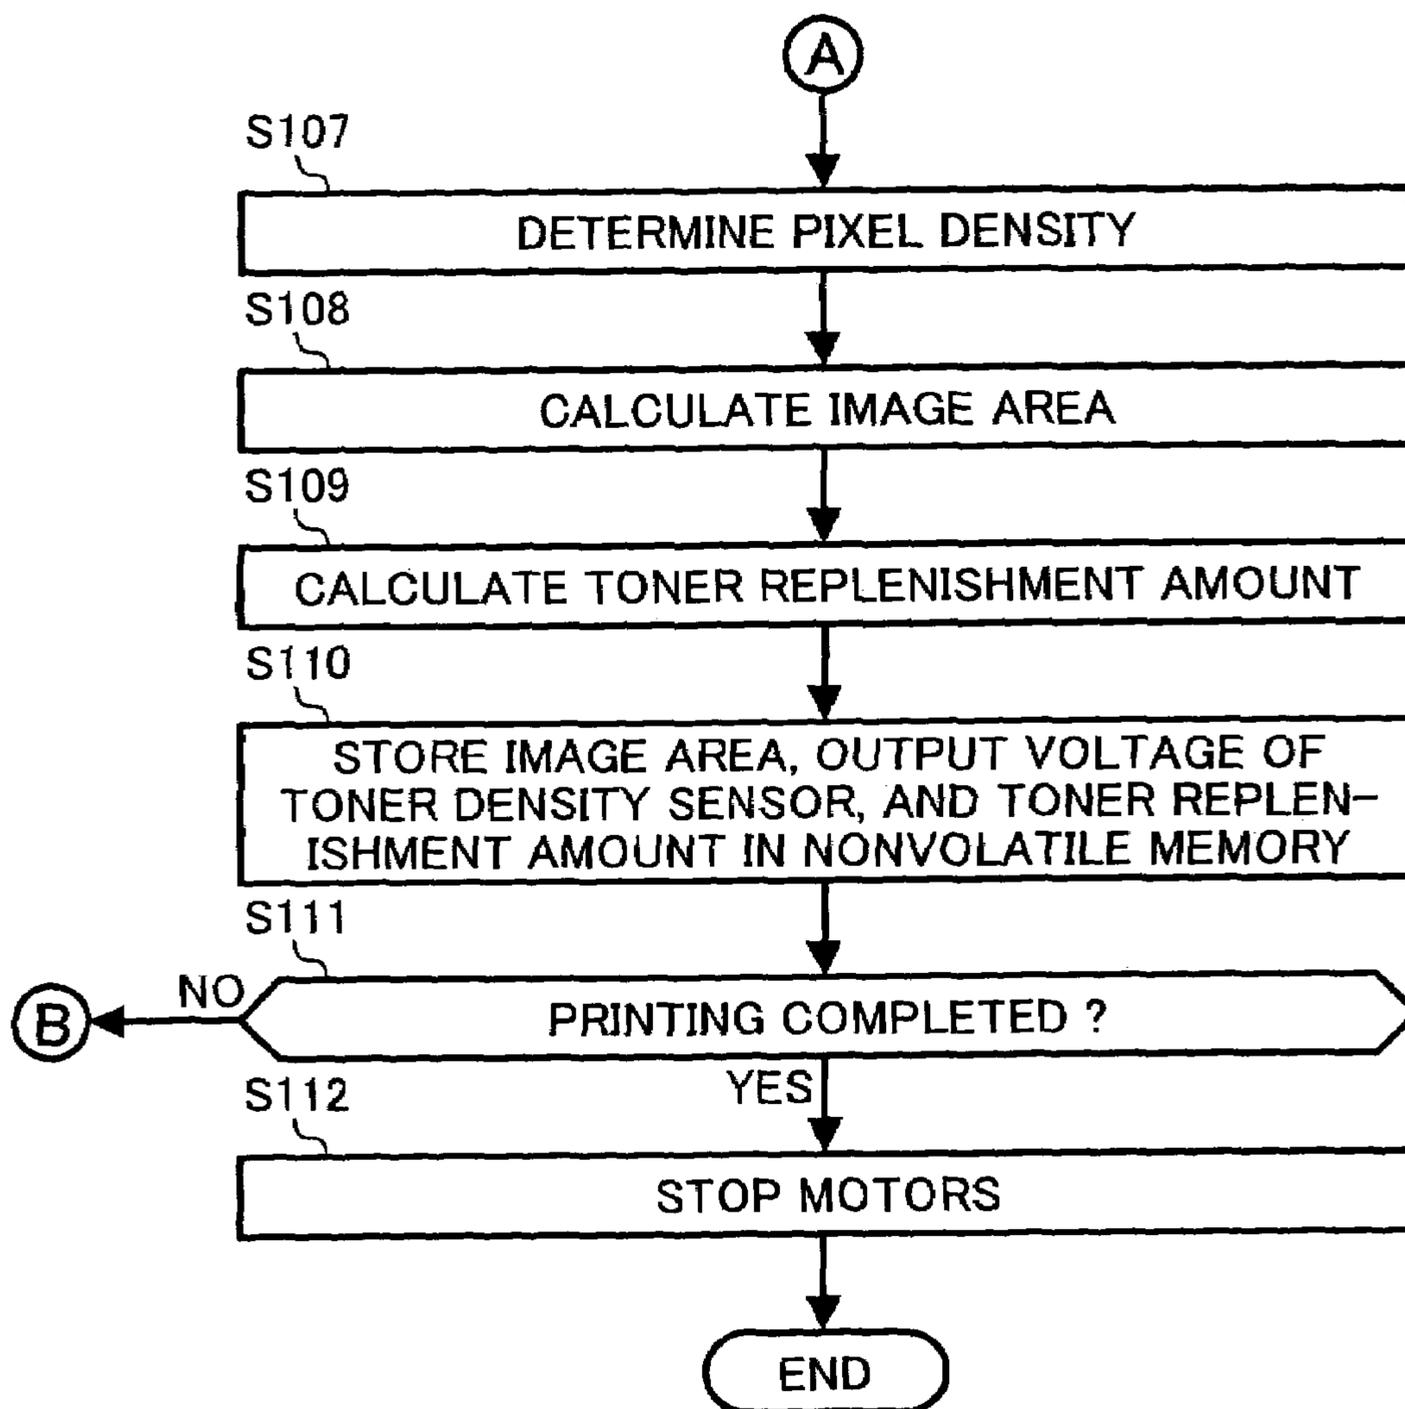 A
S107
DETERMINE PIXEL DENSITY
S108
CALCULATE IMAGE AREA
S109
CALCULATE TONER REPLENISHMENT AMOUNT
S110
STORE IMAGE AREA, OUTPUT VOLTAGE OF
TONER DENSITY SENSOR, AND TONER REPLEN-
ISHMENT AMOUNT IN NONVOLATILE MEMORY
S111
NO
B
PRINTING COMPLETED ?
YES
S112
STOP MOTORS
END